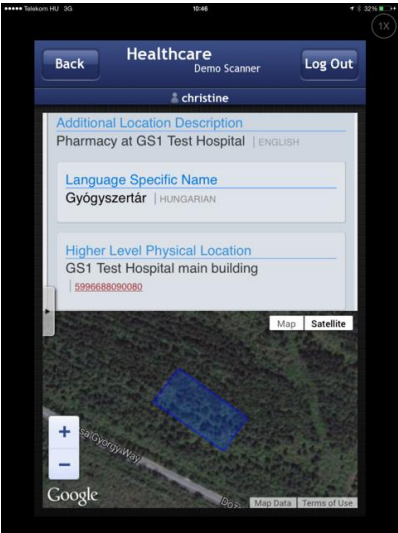 Telekom HU 3G 10:46 32%
1X
Back
Healthcare
Demo Scanner
Log Out
christine
Additional Location Description
Pharmacy at GS1 Test Hospital | ENGLISH
Language Specific Name
Gyógyszertár | HUNGARIAN
Higher Level Physical Location
GS1 Test Hospital main building
| 5996688090080
Map Satellite
+
−
Google
Map Data Terms of Use